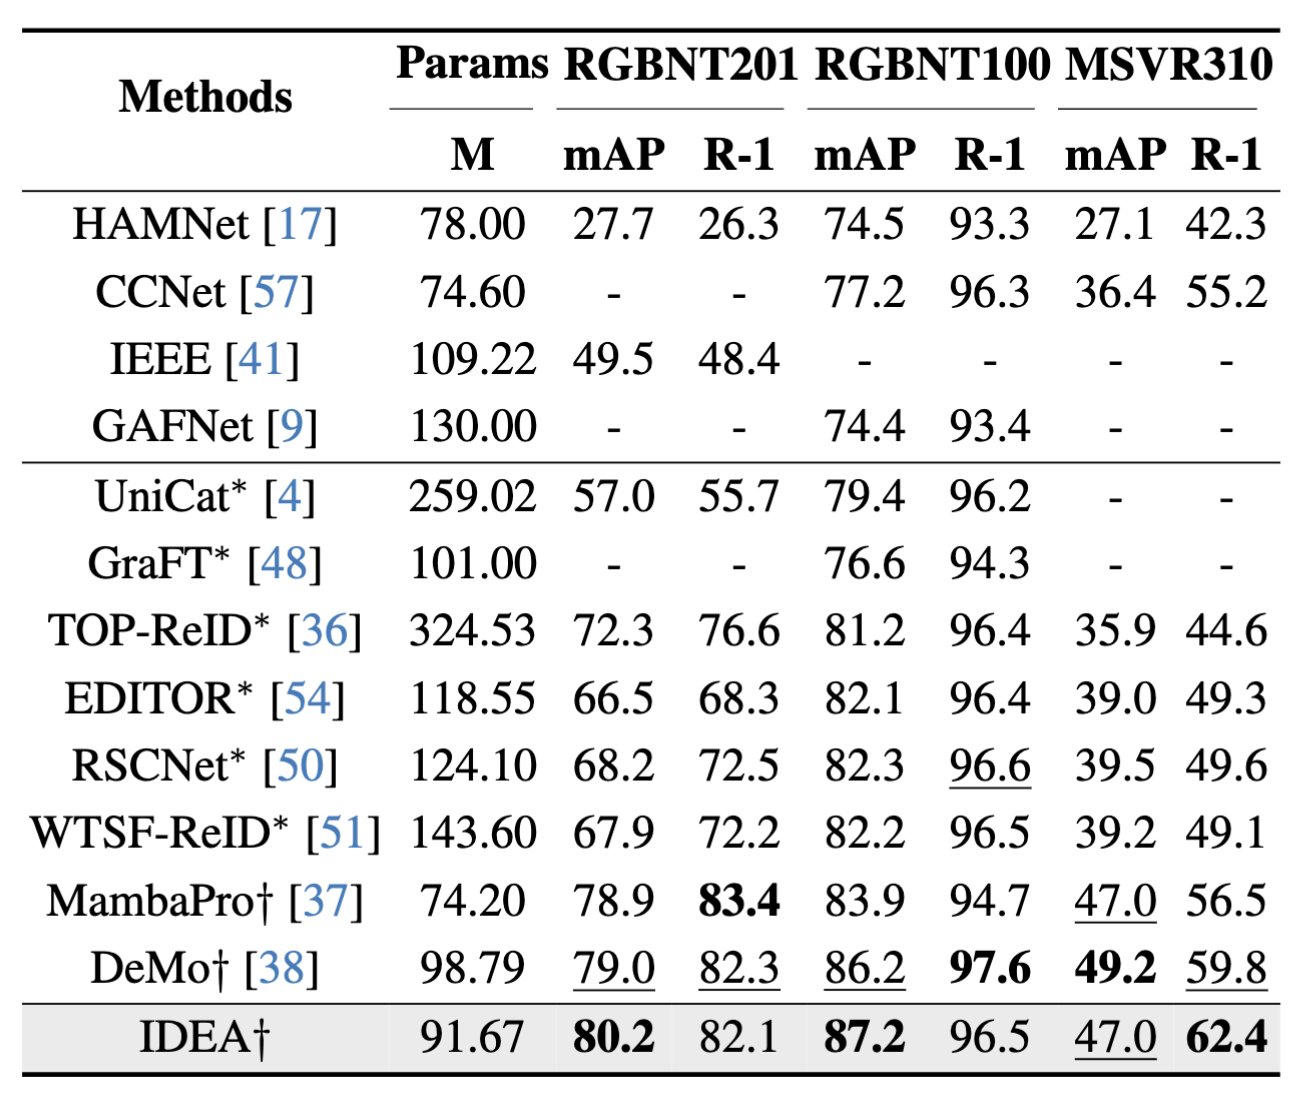 Methods Params RGBNT201 RGBNT100 MSVR310
M mAP R-1 mAP R-1 mAP R-1
HAMNet [17] 78.00 27.7 26.3 74.5 93.3 27.1 42.3
CCNet [57] 74.60 - - 77.2 96.3 36.4 55.2
IEEE [41] 109.22 49.5 48.4 - - - -
GAFNet [9] 130.00 - - 74.4 93.4 - -
UniCat* [4] 259.02 57.0 55.7 79.4 96.2 - -
GraFT* [48] 101.00 - - 76.6 94.3 - -
TOP-ReID* [36] 324.53 72.3 76.6 81.2 96.4 35.9 44.6
EDITOR* [54] 118.55 66.5 68.3 82.1 96.4 39.0 49.3
RSCNet* [50] 124.10 68.2 72.5 82.3 96.6 39.5 49.6
WTSF-ReID* [51] 143.60 67.9 72.2 82.2 96.5 39.2 49.1
MambaPro† [37] 74.20 78.9 83.4 83.9 94.7 47.0 56.5
DeMo† [38] 98.79 79.0 82.3 86.2 97.6 49.2 59.8
IDEA† 91.67 80.2 82.1 87.2 96.5 47.0 62.4